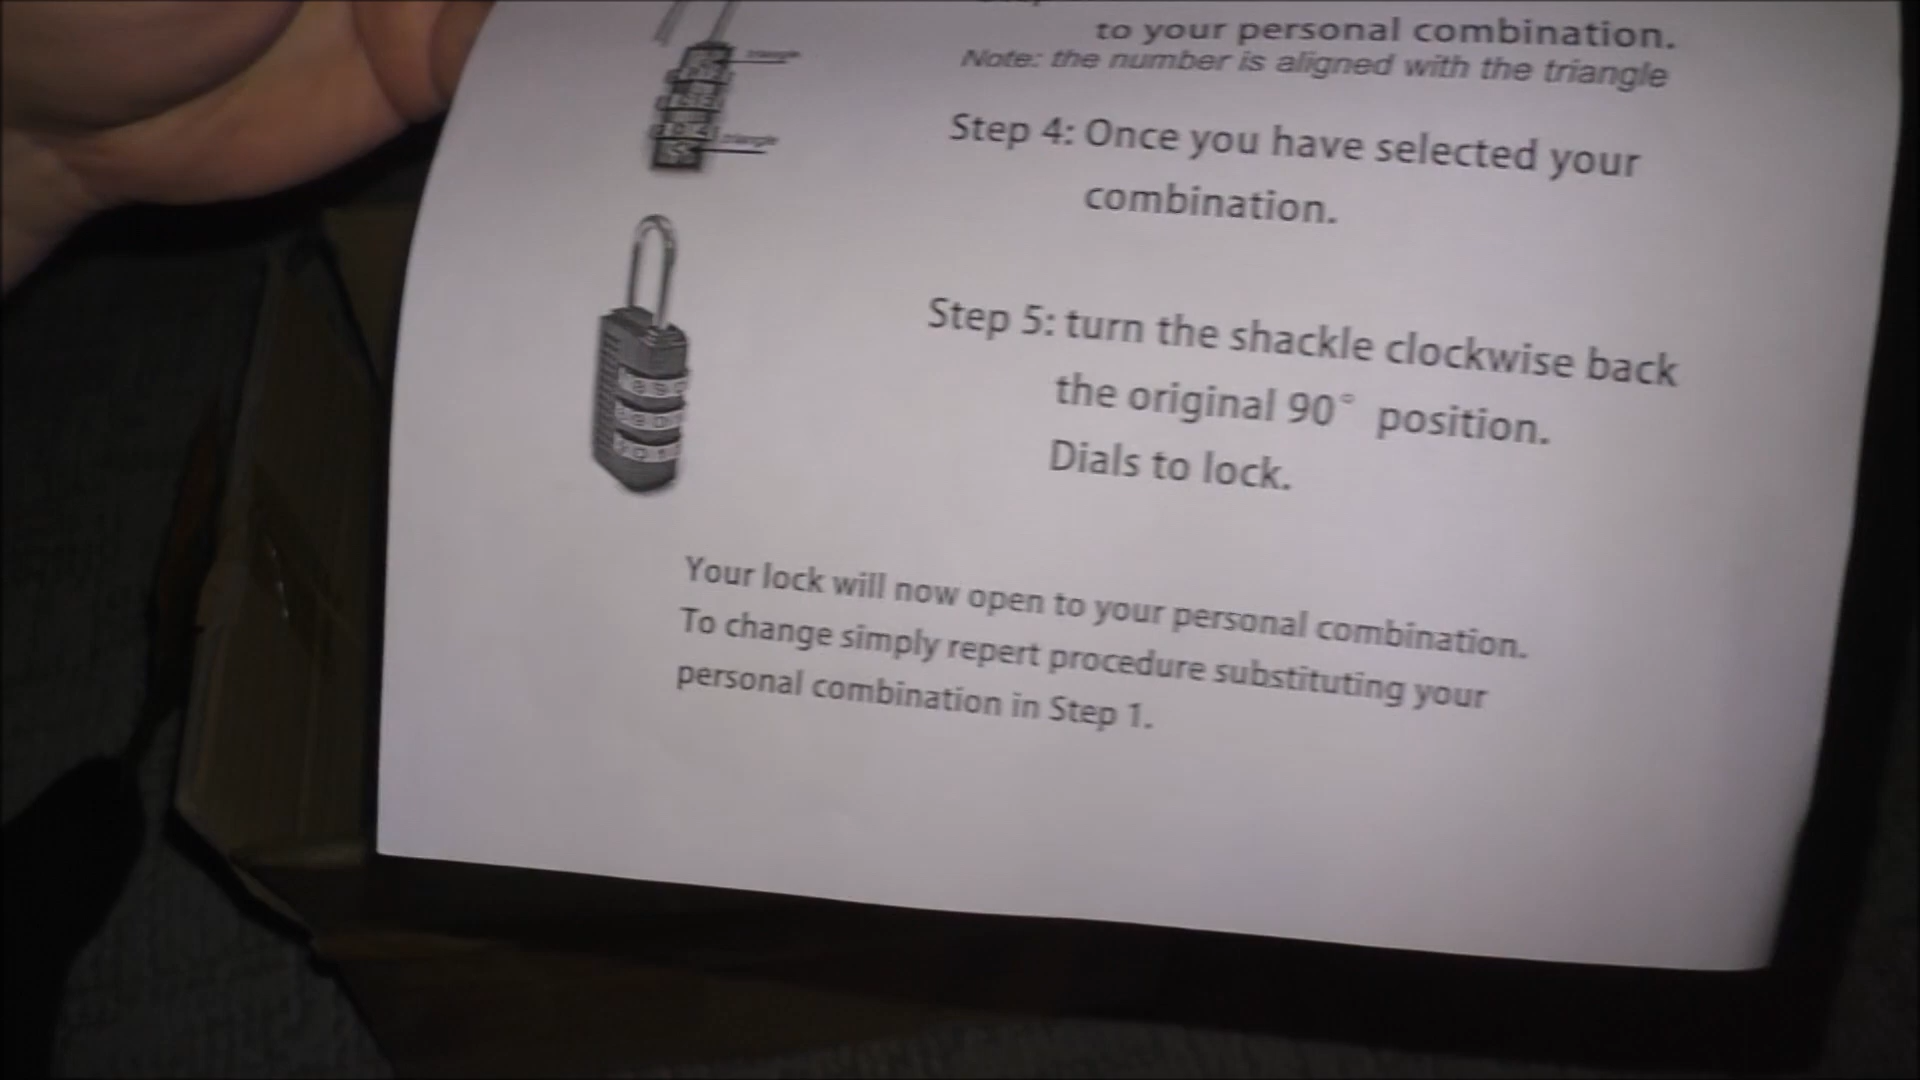 to your personal combination.
Note: the number is aligned with the triangle
triangle
triangle
Step 4: Once you have selected your
combination.
Step 5: turn the shackle clockwise back
the original 90° position.
Dials to lock.
Your lock will now open to your personal combination.
To change simply repert procedure substituting your
personal combination in Step 1.